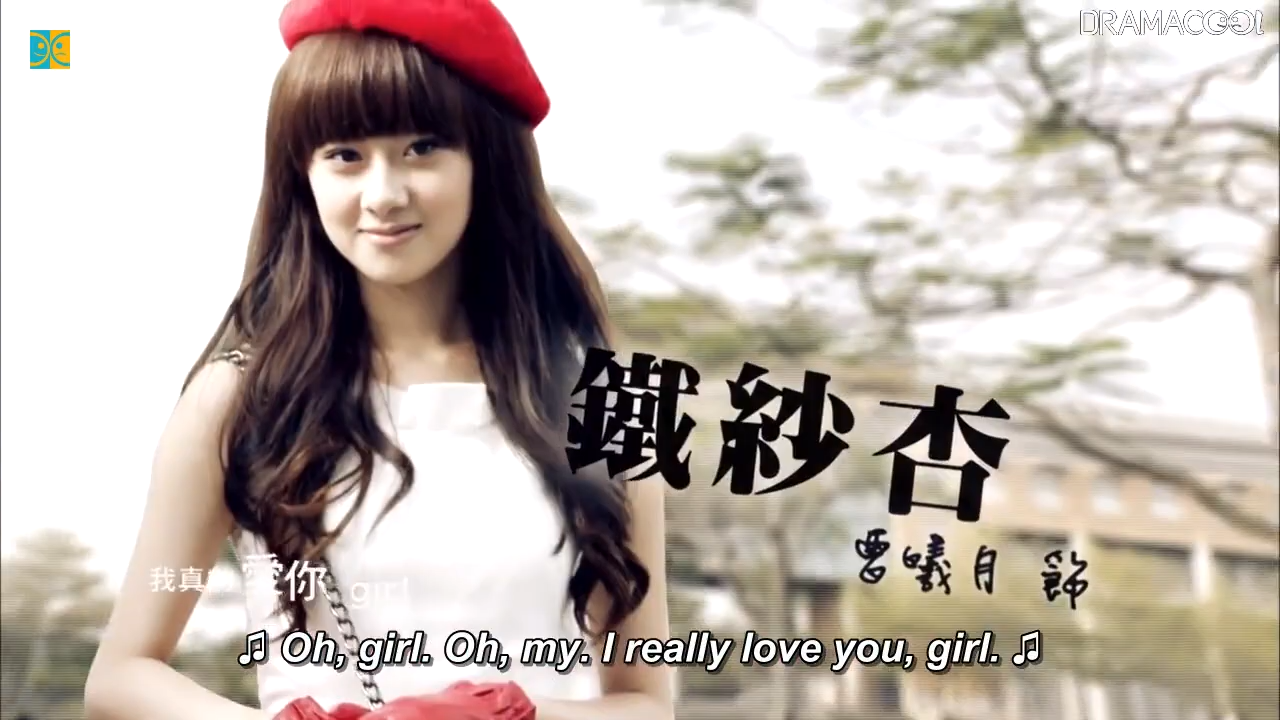 DRAMACOOL
鐵紗杏
曹曦月 飾
我真的 愛你 girl
♫ Oh, girl. Oh, my. I really love you, girl. ♫